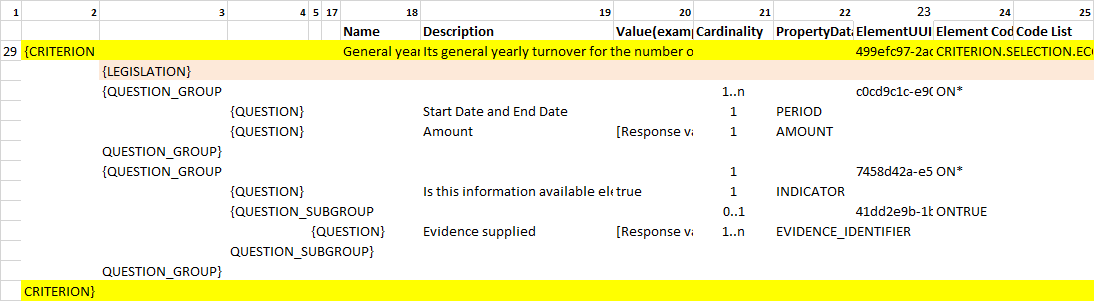 1 2 3 4 5 17 18 19 20 21 22 23 24 25
Name Description Value(exam Cardinality PropertyData ElementUUI Element Cod Code List
29 {CRITERION General year Its general yearly turnover for the number o 499efc97-2ac CRITERION.SELECTION.ECO
{LEGISLATION}
{QUESTION_GROUP 1..n c0cd9c1c-e90 ON*
{QUESTION} Start Date and End Date 1 PERIOD
{QUESTION} Amount [Response va 1 AMOUNT
QUESTION_GROUP}
{QUESTION_GROUP 1 7458d42a-e5 ON*
{QUESTION} Is this information available ele true 1 INDICATOR
{QUESTION_SUBGROUP 0..1 41dd2e9b-1b ONTRUE
{QUESTION} Evidence supplied [Response va 1..n EVIDENCE_IDENTIFIER
QUESTION_SUBGROUP}
QUESTION_GROUP}
CRITERION}